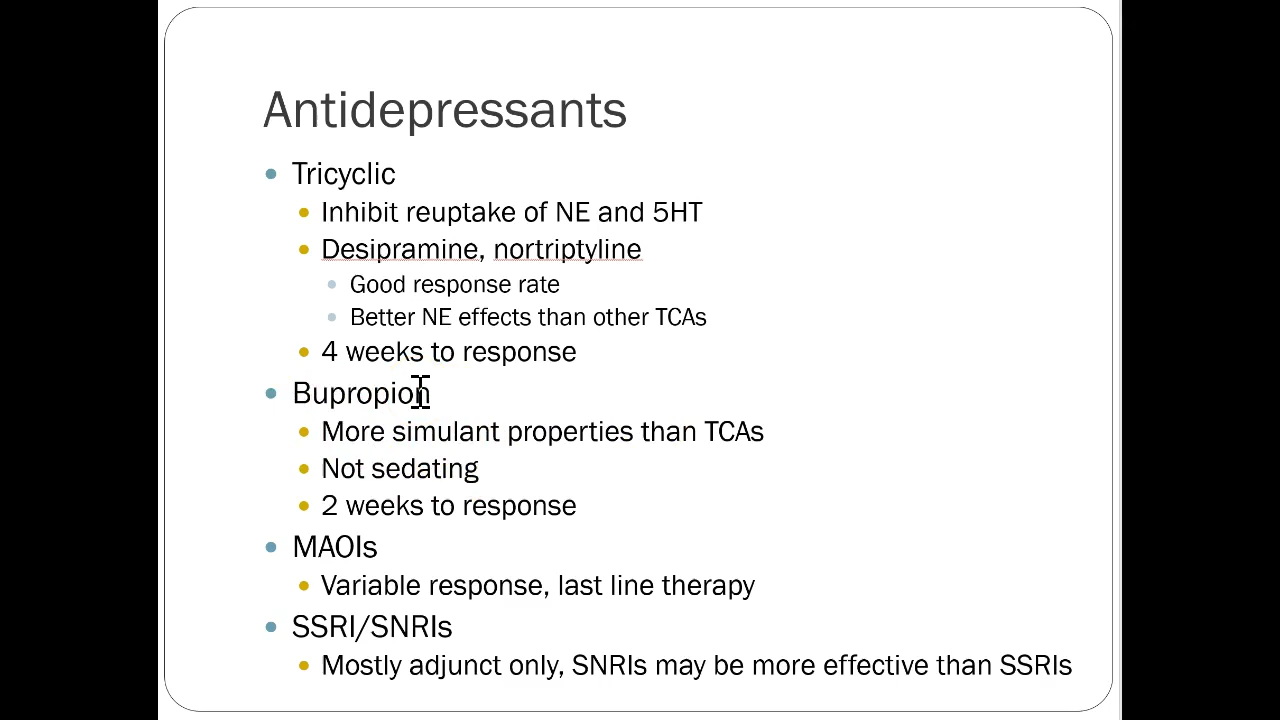 Antidepressants
Tricyclic
Inhibit reuptake of NE and 5HT
Desipramine, nortriptyline
Good response rate
Better NE effects than other TCAs
4 weeks to response
Bupropion
More simulant properties than TCAs
Not sedating
2 weeks to response
MAOIs
Variable response, last line therapy
SSRI/SNRIs
Mostly adjunct only, SNRIs may be more effective than SSRIs